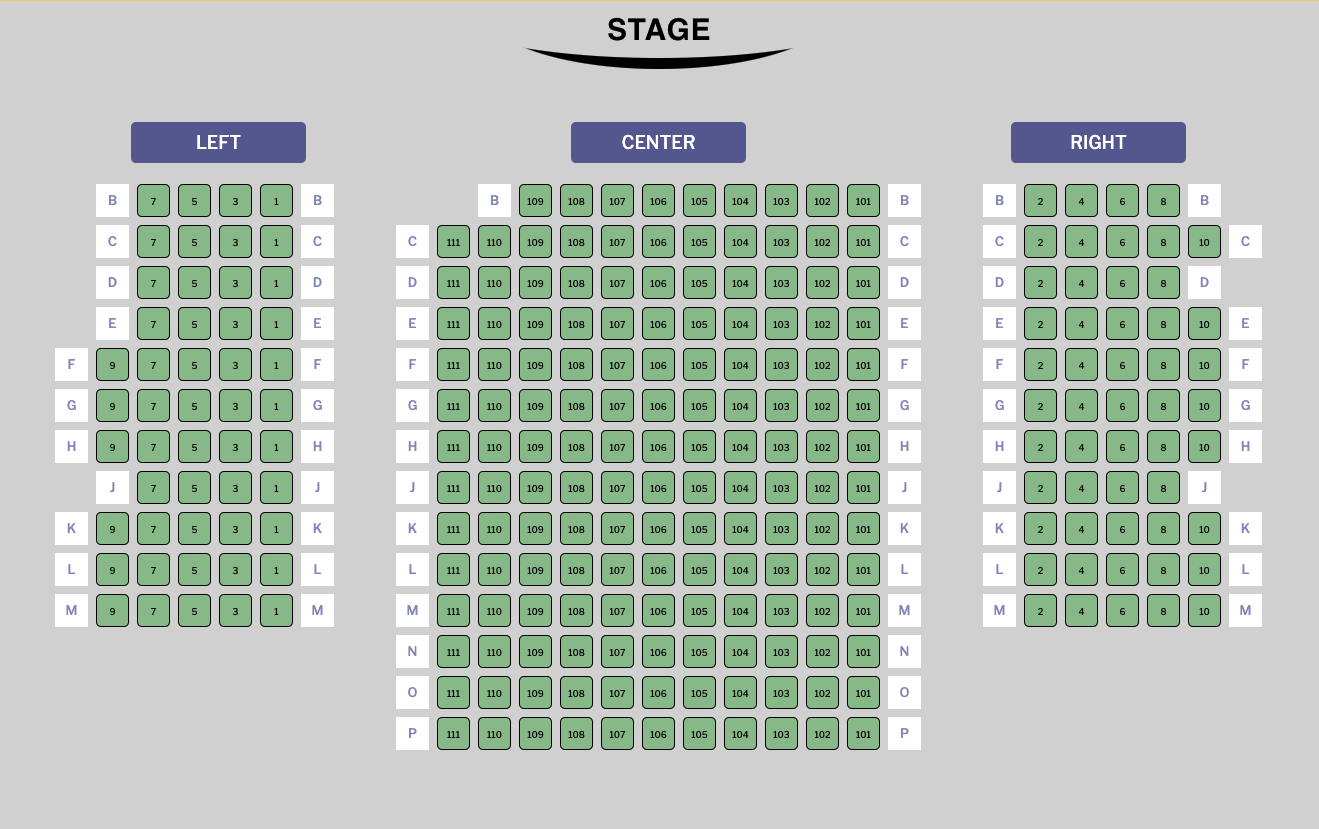 STAGE
LEFT CENTER RIGHT
B 7 5 3 1 B B 109 108 107 106 105 104 103 102 101 B B 2 4 6 8 B
C 7 5 3 1 C C 111 110 109 108 107 106 105 104 103 102 101 C C 2 4 6 8 10 C
D 7 5 3 1 D D 111 110 109 108 107 106 105 104 103 102 101 D D 2 4 6 8 D
E 7 5 3 1 E E 111 110 109 108 107 106 105 104 103 102 101 E E 2 4 6 8 10 E
F 9 7 5 3 1 F F 111 110 109 108 107 106 105 104 103 102 101 F F 2 4 6 8 10 F
G 9 7 5 3 1 G G 111 110 109 108 107 106 105 104 103 102 101 G G 2 4 6 8 10 G
H 9 7 5 3 1 H H 111 110 109 108 107 106 105 104 103 102 101 H H 2 4 6 8 10 H
J 7 5 3 1 J J 111 110 109 108 107 106 105 104 103 102 101 J J 2 4 6 8 J
K 9 7 5 3 1 K K 111 110 109 108 107 106 105 104 103 102 101 K K 2 4 6 8 10 K
L 9 7 5 3 1 L L 111 110 109 108 107 106 105 104 103 102 101 L L 2 4 6 8 10 L
M 9 7 5 3 1 M M 111 110 109 108 107 106 105 104 103 102 101 M M 2 4 6 8 10 M
N 111 110 109 108 107 106 105 104 103 102 101 N
O 111 110 109 108 107 106 105 104 103 102 101 O
P 111 110 109 108 107 106 105 104 103 102 101 P